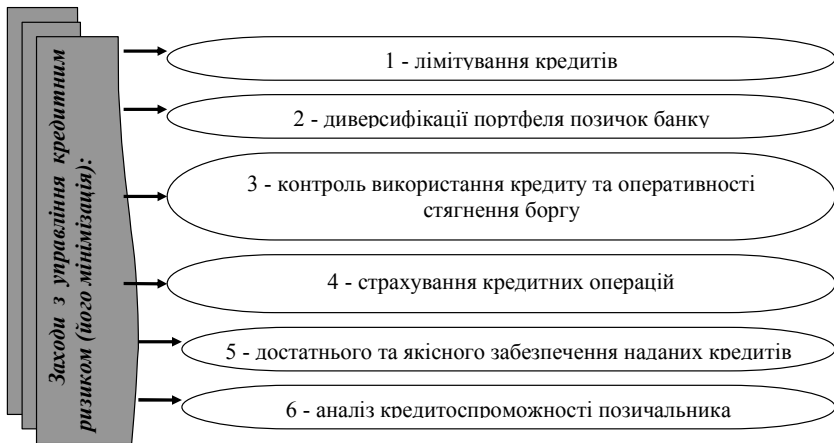 Заходи з управління кредитним
ризиком (його мінімізація):
1 - лімітування кредитів
2 - диверсифікації портфеля позичок банку
3 - контроль використання кредиту та оперативності
стягнення боргу
4 - страхування кредитних операцій
5 - достатнього та якісного забезпечення наданих кредитів
6 - аналіз кредитоспроможності позичальника